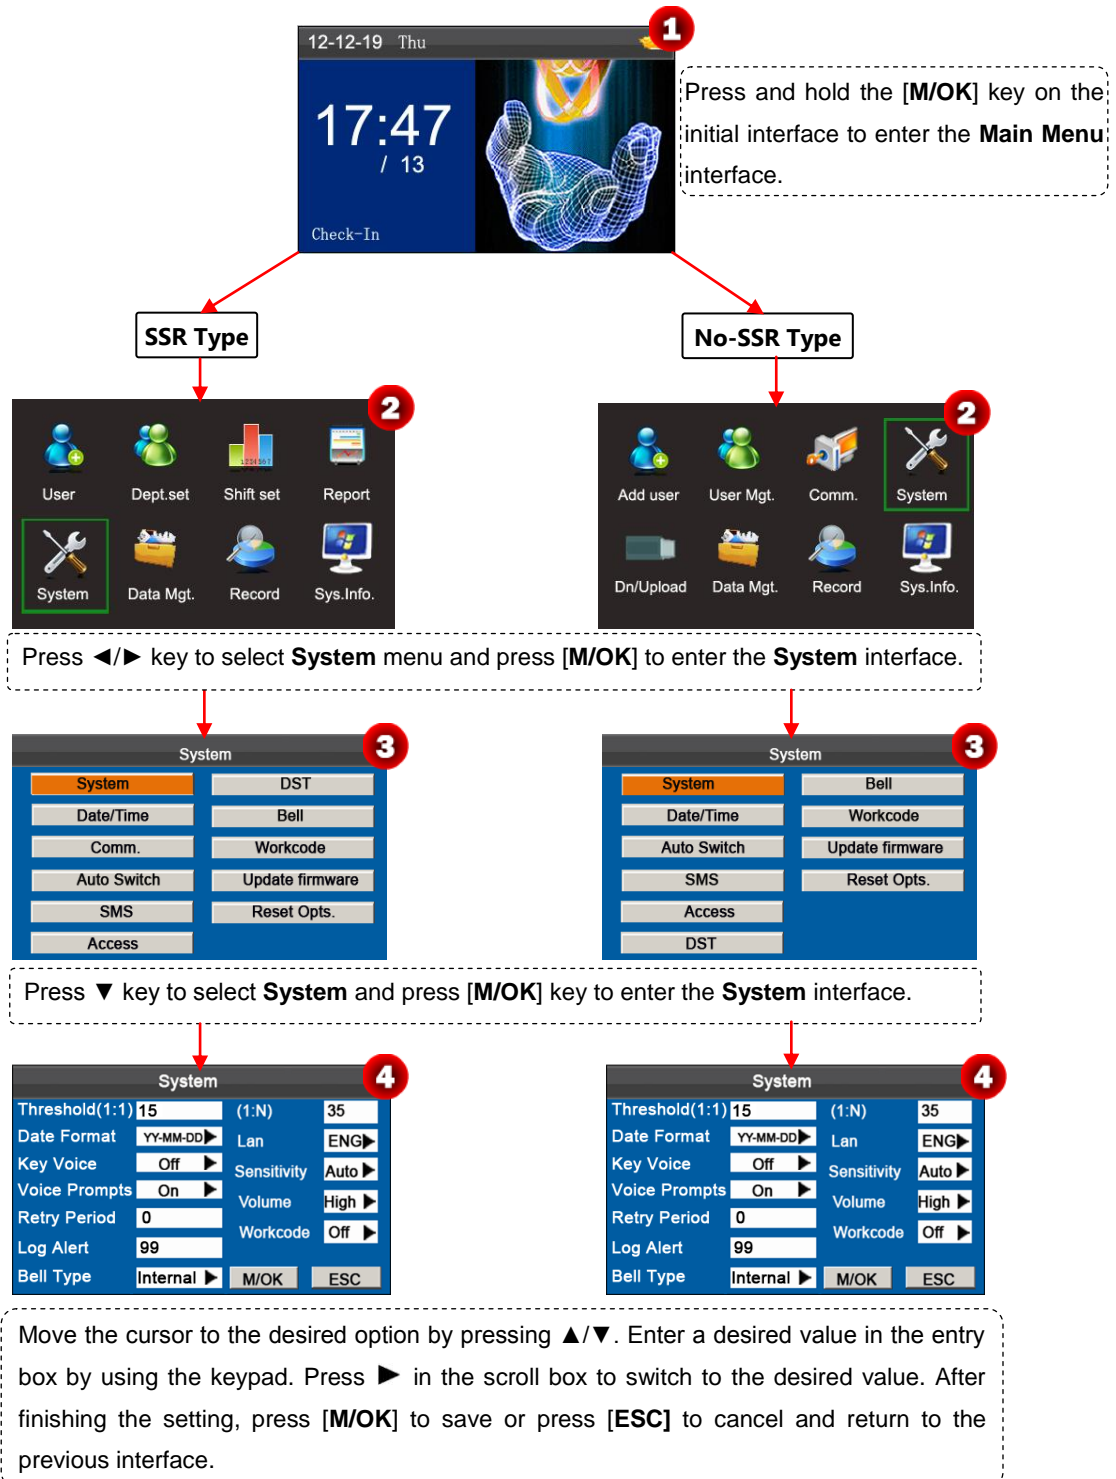 1
12-12-19 Thu
17:47
/ 13
Check-In
Press and hold the [M/OK] key on the
initial interface to enter the Main Menu
interface.
SSR Type
No-SSR Type
2
User Dept.set Shift set Report
System Data Mgt. Record Sys.Info.
2
Add user User Mgt. Comm. System
Dn/Upload Data Mgt. Record Sys.Info.
Press ◄/► key to select System menu and press [M/OK] to enter the System interface.
3
System
System DST
Date/Time Bell
Comm. Workcode
Auto Switch Update firmware
SMS Reset Opts.
Access
3
System
System Bell
Date/Time Workcode
Auto Switch Update firmware
SMS Reset Opts.
Access
DST
Press ▼ key to select System and press [M/OK] key to enter the System interface.
4
System
Threshold(1:1) 15 (1:N) 35
Date Format YY-MM-DD▶ Lan ENG▶
Key Voice Off ▶ Sensitivity Auto ▶
Voice Prompts On ▶ Volume High ▶
Retry Period 0 Workcode Off ▶
Log Alert 99
Bell Type Internal ▶ M/OK ESC
4
System
Threshold(1:1) 15 (1:N) 35
Date Format YY-MM-DD▶ Lan ENG▶
Key Voice Off ▶ Sensitivity Auto ▶
Voice Prompts On ▶ Volume High ▶
Retry Period 0 Workcode Off ▶
Log Alert 99
Bell Type Internal ▶ M/OK ESC
Move the cursor to the desired option by pressing ▲/▼. Enter a desired value in the entry
box by using the keypad. Press ▶ in the scroll box to switch to the desired value. After
finishing the setting, press [M/OK] to save or press [ESC] to cancel and return to the
previous interface.